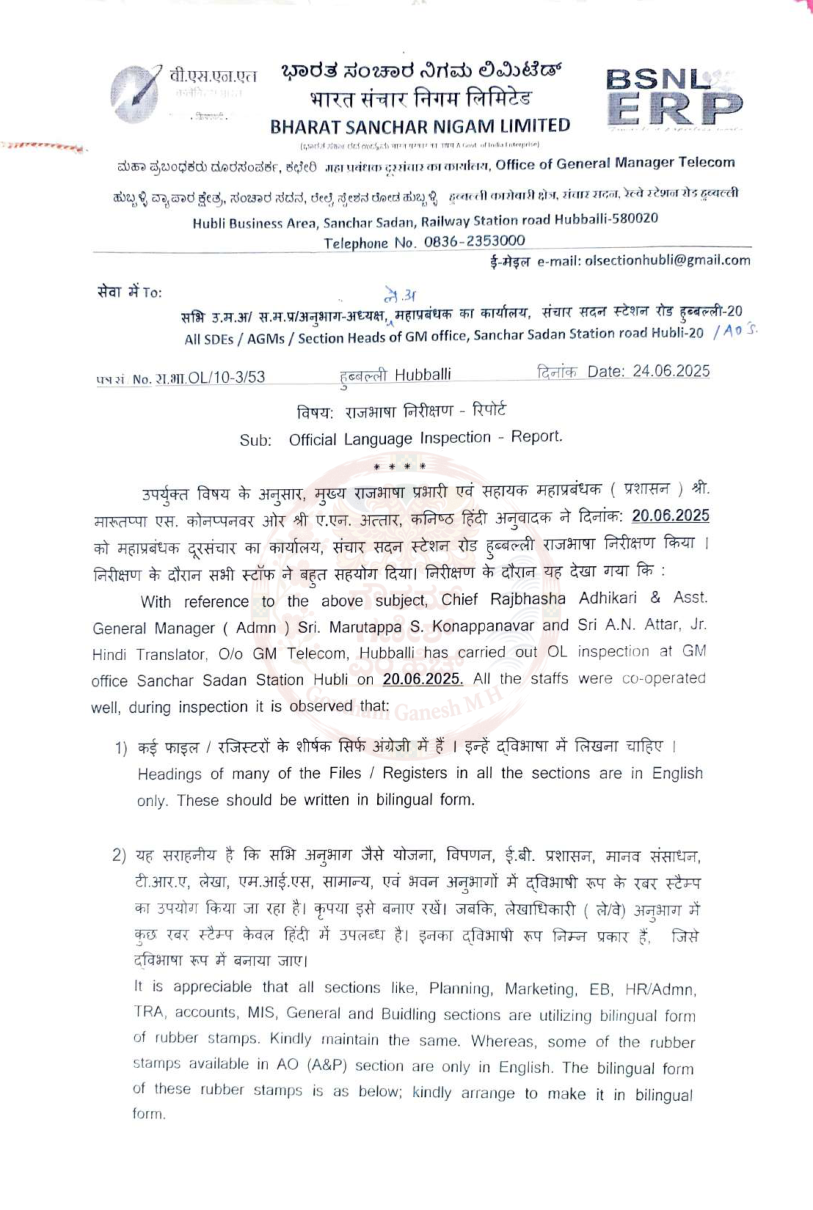 बी.एस.एन.एल
ಭಾರತ ಸಂಚಾರ ನಿಗಮ ಲಿಮಿಟೆಡ್
भारत संचार निगम लिमिटेड
BHARAT SANCHAR NIGAM LIMITED
BSNL
ERP
ಮಹಾ ಪ್ರಬಂಧಕರು ದೂರಸಂಪರ್ಕ, ಕಛೇರಿ महा प्रबंधक दूरसंचार का कार्यालय, Office of General Manager Telecom
ಹುಬ್ಬಳ್ಳಿ ವ್ಯಾಪಾರ ಕ್ಷೇತ್ರ, ಸಂಚಾರ ಸದನ, ರೇಲ್ವೆ ಸ್ಟೇಶನ ರೋಡ ಹುಬ್ಬಳ್ಳಿ हुब्बल्ली कारोबारी क्षेत्र, संचार सदन, रेल्वे स्टेशन रोड हुब्बल्ली
Hubli Business Area, Sanchar Sadan, Railway Station road Hubballi-580020
Telephone No. 0836-2353000
ई-मेइल e-mail: olsectionhubli@gmail.com
सेवा में To:
ले.अ
सभि उ.म.अ/ स.म.प्र/अनुभाग-अध्यक्ष, महाप्रबंधक का कार्यालय, संचार सदन स्टेशन रोड हुब्बल्ली-20
All SDEs / AGMs / Section Heads of GM office, Sanchar Sadan Station road Hubli-20 / AOs.
पत्र सं No. रा.भा.OL/10-3/53 हुब्बल्ली Hubballi दिनांक Date: 24.06.2025
विषय: राजभाषा निरीक्षण - रिपोर्ट
Sub: Official Language Inspection - Report.
* * * *
उपर्युक्त विषय के अनुसार, मुख्य राजभाषा प्रभारी एवं सहायक महाप्रबंधक ( प्रशासन ) श्री.
मारूतप्पा एस. कोनप्पनवर ओर श्री ए.एन. अत्तार, कनिष्ठ हिंदी अनुवादक ने दिनांक: 20.06.2025
को महाप्रबंधक दूरसंचार का कार्यालय, संचार सदन स्टेशन रोड हुब्बल्ली राजभाषा निरीक्षण किया ।
निरीक्षण के दौरान सभी स्टॉफ ने बहुत सहयोग दिया। निरीक्षण के दौरान यह देखा गया कि :
With reference to the above subject, Chief Rajbhasha Adhikari & Asst.
General Manager ( Admn ) Sri. Marutappa S. Konappanavar and Sri A.N. Attar, Jr.
Hindi Translator, O/o GM Telecom, Hubballi has carried out OL inspection at GM
office Sanchar Sadan Station Hubli on 20.06.2025. All the staffs were co-operated
well, during inspection it is observed that:
ಗೌತಮ್
ಗಣೇಶ್
ಎಂ ಹೆಚ್
Goutham Ganesh M H
1) कई फाइल / रजिस्टरों के शीर्षक सिर्फ अंग्रेजी में हैं । इन्हें द्विभाषा में लिखना चाहिए ।
Headings of many of the Files / Registers in all the sections are in English
only. These should be written in bilingual form.
2) यह सराहनीय है कि सभि अनुभाग जैसे योजना, विपणन, ई.बी. प्रशासन, मानव संसाधन,
टी.आर.ए, लेखा, एम.आई.एस, सामान्य, एवं भवन अनुभागों में द्विभाषी रूप के रबर स्टैम्प
का उपयोग किया जा रहा है। कृपया इसे बनाए रखें। जबकि, लेखाधिकारी ( ले/वे) अनुभाग में
कुछ रबर स्टैम्प केवल हिंदी में उपलब्ध है। इनका द्विभाषी रूप निम्न प्रकार हैं, जिसे
द्विभाषा रूप में बनाया जाए।
It is appreciable that all sections like, Planning, Marketing, EB, HR/Admn,
TRA, accounts, MIS, General and Buidling sections are utilizing bilingual form
of rubber stamps. Kindly maintain the same. Whereas, some of the rubber
stamps available in AO (A&P) section are only in English. The bilingual form
of these rubber stamps is as below; kindly arrange to make it in bilingual
form.